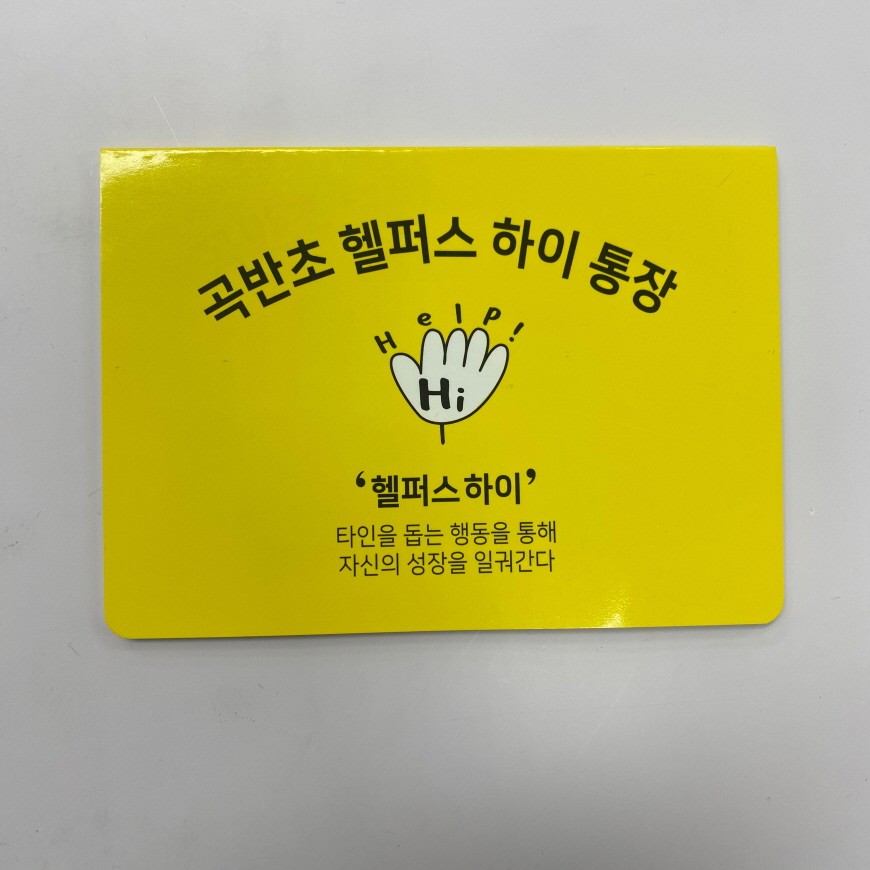 곡반초 헬퍼스 하이 통장
Help!
Hi
‘헬퍼스하이’
타인을 돕는 행동을 통해
자신의 성장을 일궈간다